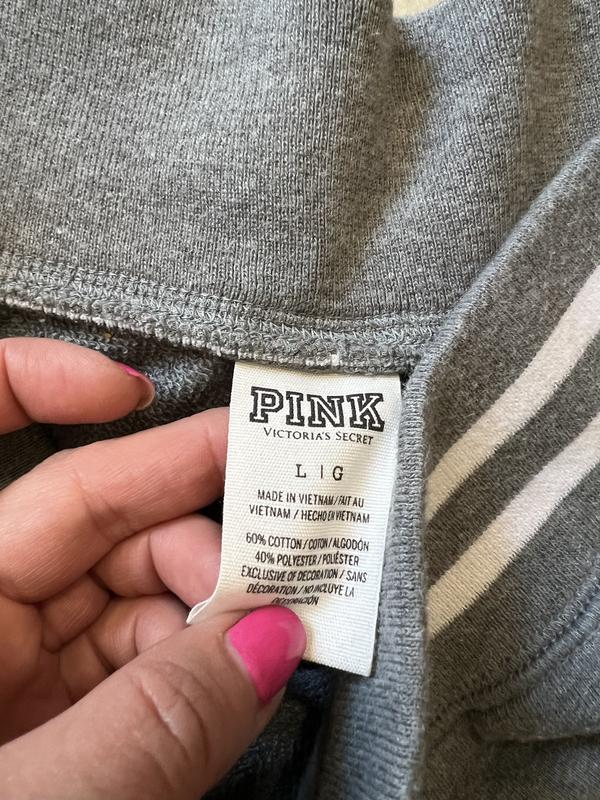 PINK
VICTORIA'S SECRET
L | G
MADE IN VIETNAM / FAIT AU
VIETNAM / HECHO EN VIETNAM
60% COTTON / COTON / ALGODÓN
40% POLYESTER / POLIÉSTER
EXCLUSIVE OF DECORATION / SANS
DÉCORATION / NO INCLUYE LA
DECORACIÓN